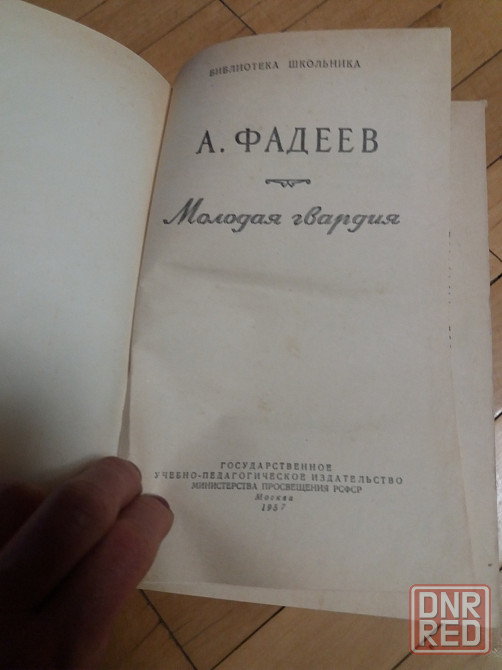 БИБЛИОТЕКА ШКОЛЬНИКА
А. ФАДЕЕВ
Молодая гвардия
ГОСУДАРСТВЕННОЕ
УЧЕБНО-ПЕДАГОГИЧЕСКОЕ ИЗДАТЕЛЬСТВО
МИНИСТЕРСТВА ПРОСВЕЩЕНИЯ РСФСР
Москва
1957
DNR
RED